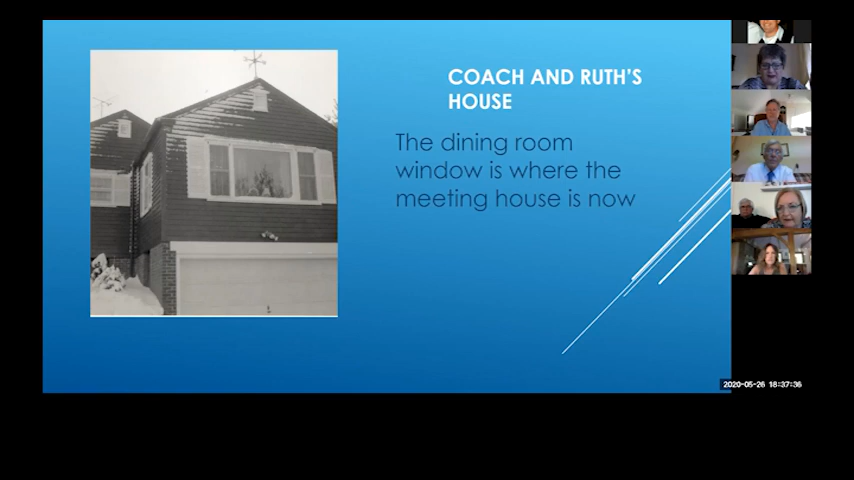 COACH AND RUTH'S
HOUSE
The dining room
window is where the
meeting house is now
2020-05-26 18:37:36